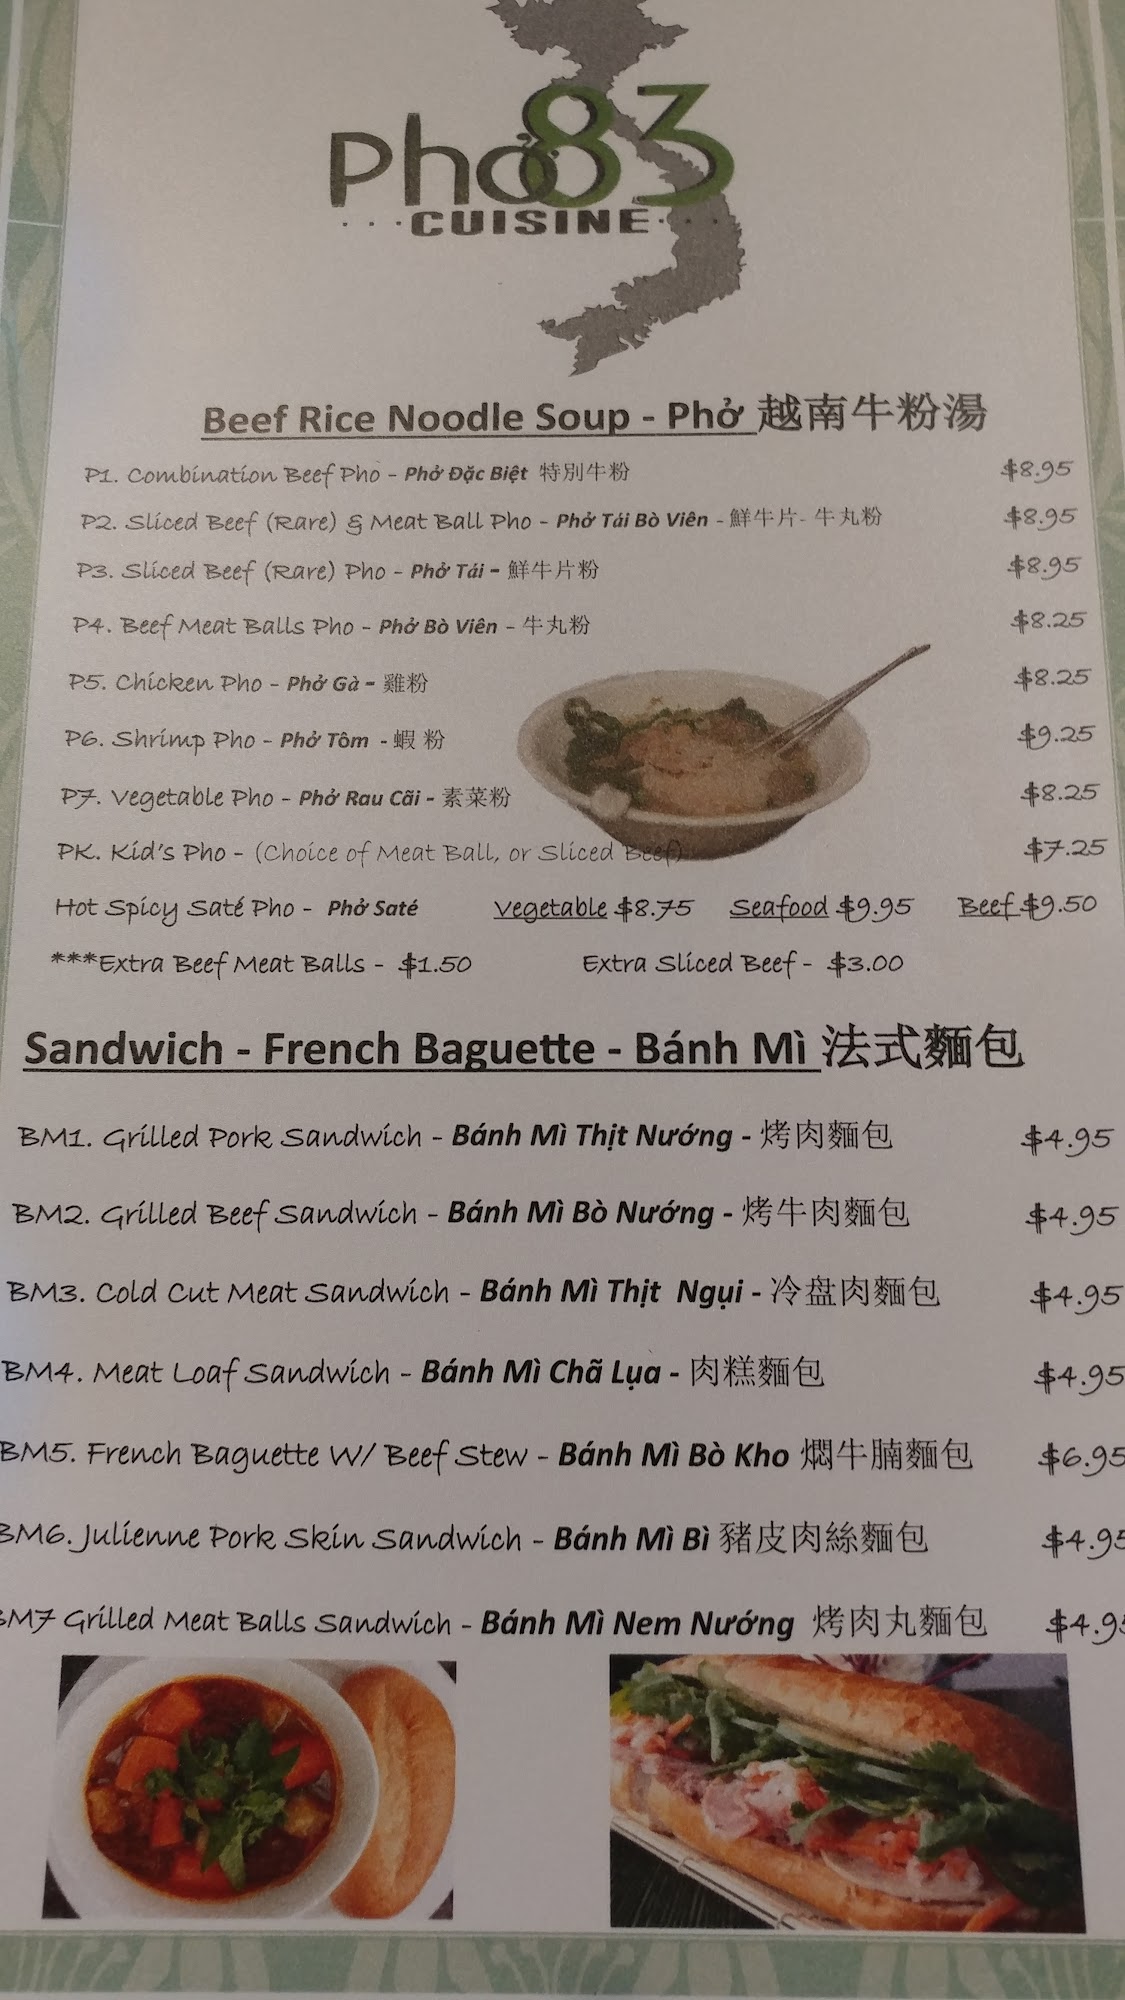 Phở 83
···CUISINE···
Beef Rice Noodle Soup - Phở 越南牛粉湯
P1. Combination Beef Pho - Phở Đặc Biệt 特別牛粉 $8.95
P2. Sliced Beef (Rare) & Meat Ball Pho - Phở Tái Bò Viên - 鮮牛片- 牛丸粉 $8.95
P3. Sliced Beef (Rare) Pho - Phở Tái - 鮮牛片粉 $8.95
P4. Beef Meat Balls Pho - Phở Bò Viên - 牛丸粉 $8.25
P5. Chicken Pho - Phở Gà - 雞粉 $8.25
P6. Shrimp Pho - Phở Tôm - 蝦 粉 $9.25
P7. Vegetable Pho - Phở Rau Cãi - 素菜粉 $8.25
PK. Kid's Pho - (Choice of Meat Ball, or Sliced Beef) $7.25
Hot Spicy Saté Pho - Phở Saté Vegetable $8.75 Seafood $9.95 Beef $9.50
***Extra Beef Meat Balls - $1.50 Extra Sliced Beef - $3.00
Sandwich - French Baguette - Bánh Mì 法式麵包
BM1. Grilled Pork Sandwich - Bánh Mì Thịt Nướng - 烤肉麵包 $4.95
BM2. Grilled Beef Sandwich - Bánh Mì Bò Nướng - 烤牛肉麵包 $4.95
BM3. Cold Cut Meat Sandwich - Bánh Mì Thịt Ngụi - 冷盘肉麵包 $4.95
BM4. Meat Loaf Sandwich - Bánh Mì Chã Lụa - 肉糕麵包 $4.95
BM5. French Baguette W/ Beef Stew - Bánh Mì Bò Kho 燜牛腩麵包 $6.95
BM6. Julienne Pork Skin Sandwich - Bánh Mì Bì 豬皮肉絲麵包 $4.95
BM7 Grilled Meat Balls Sandwich - Bánh Mì Nem Nướng 烤肉丸麵包 $4.95